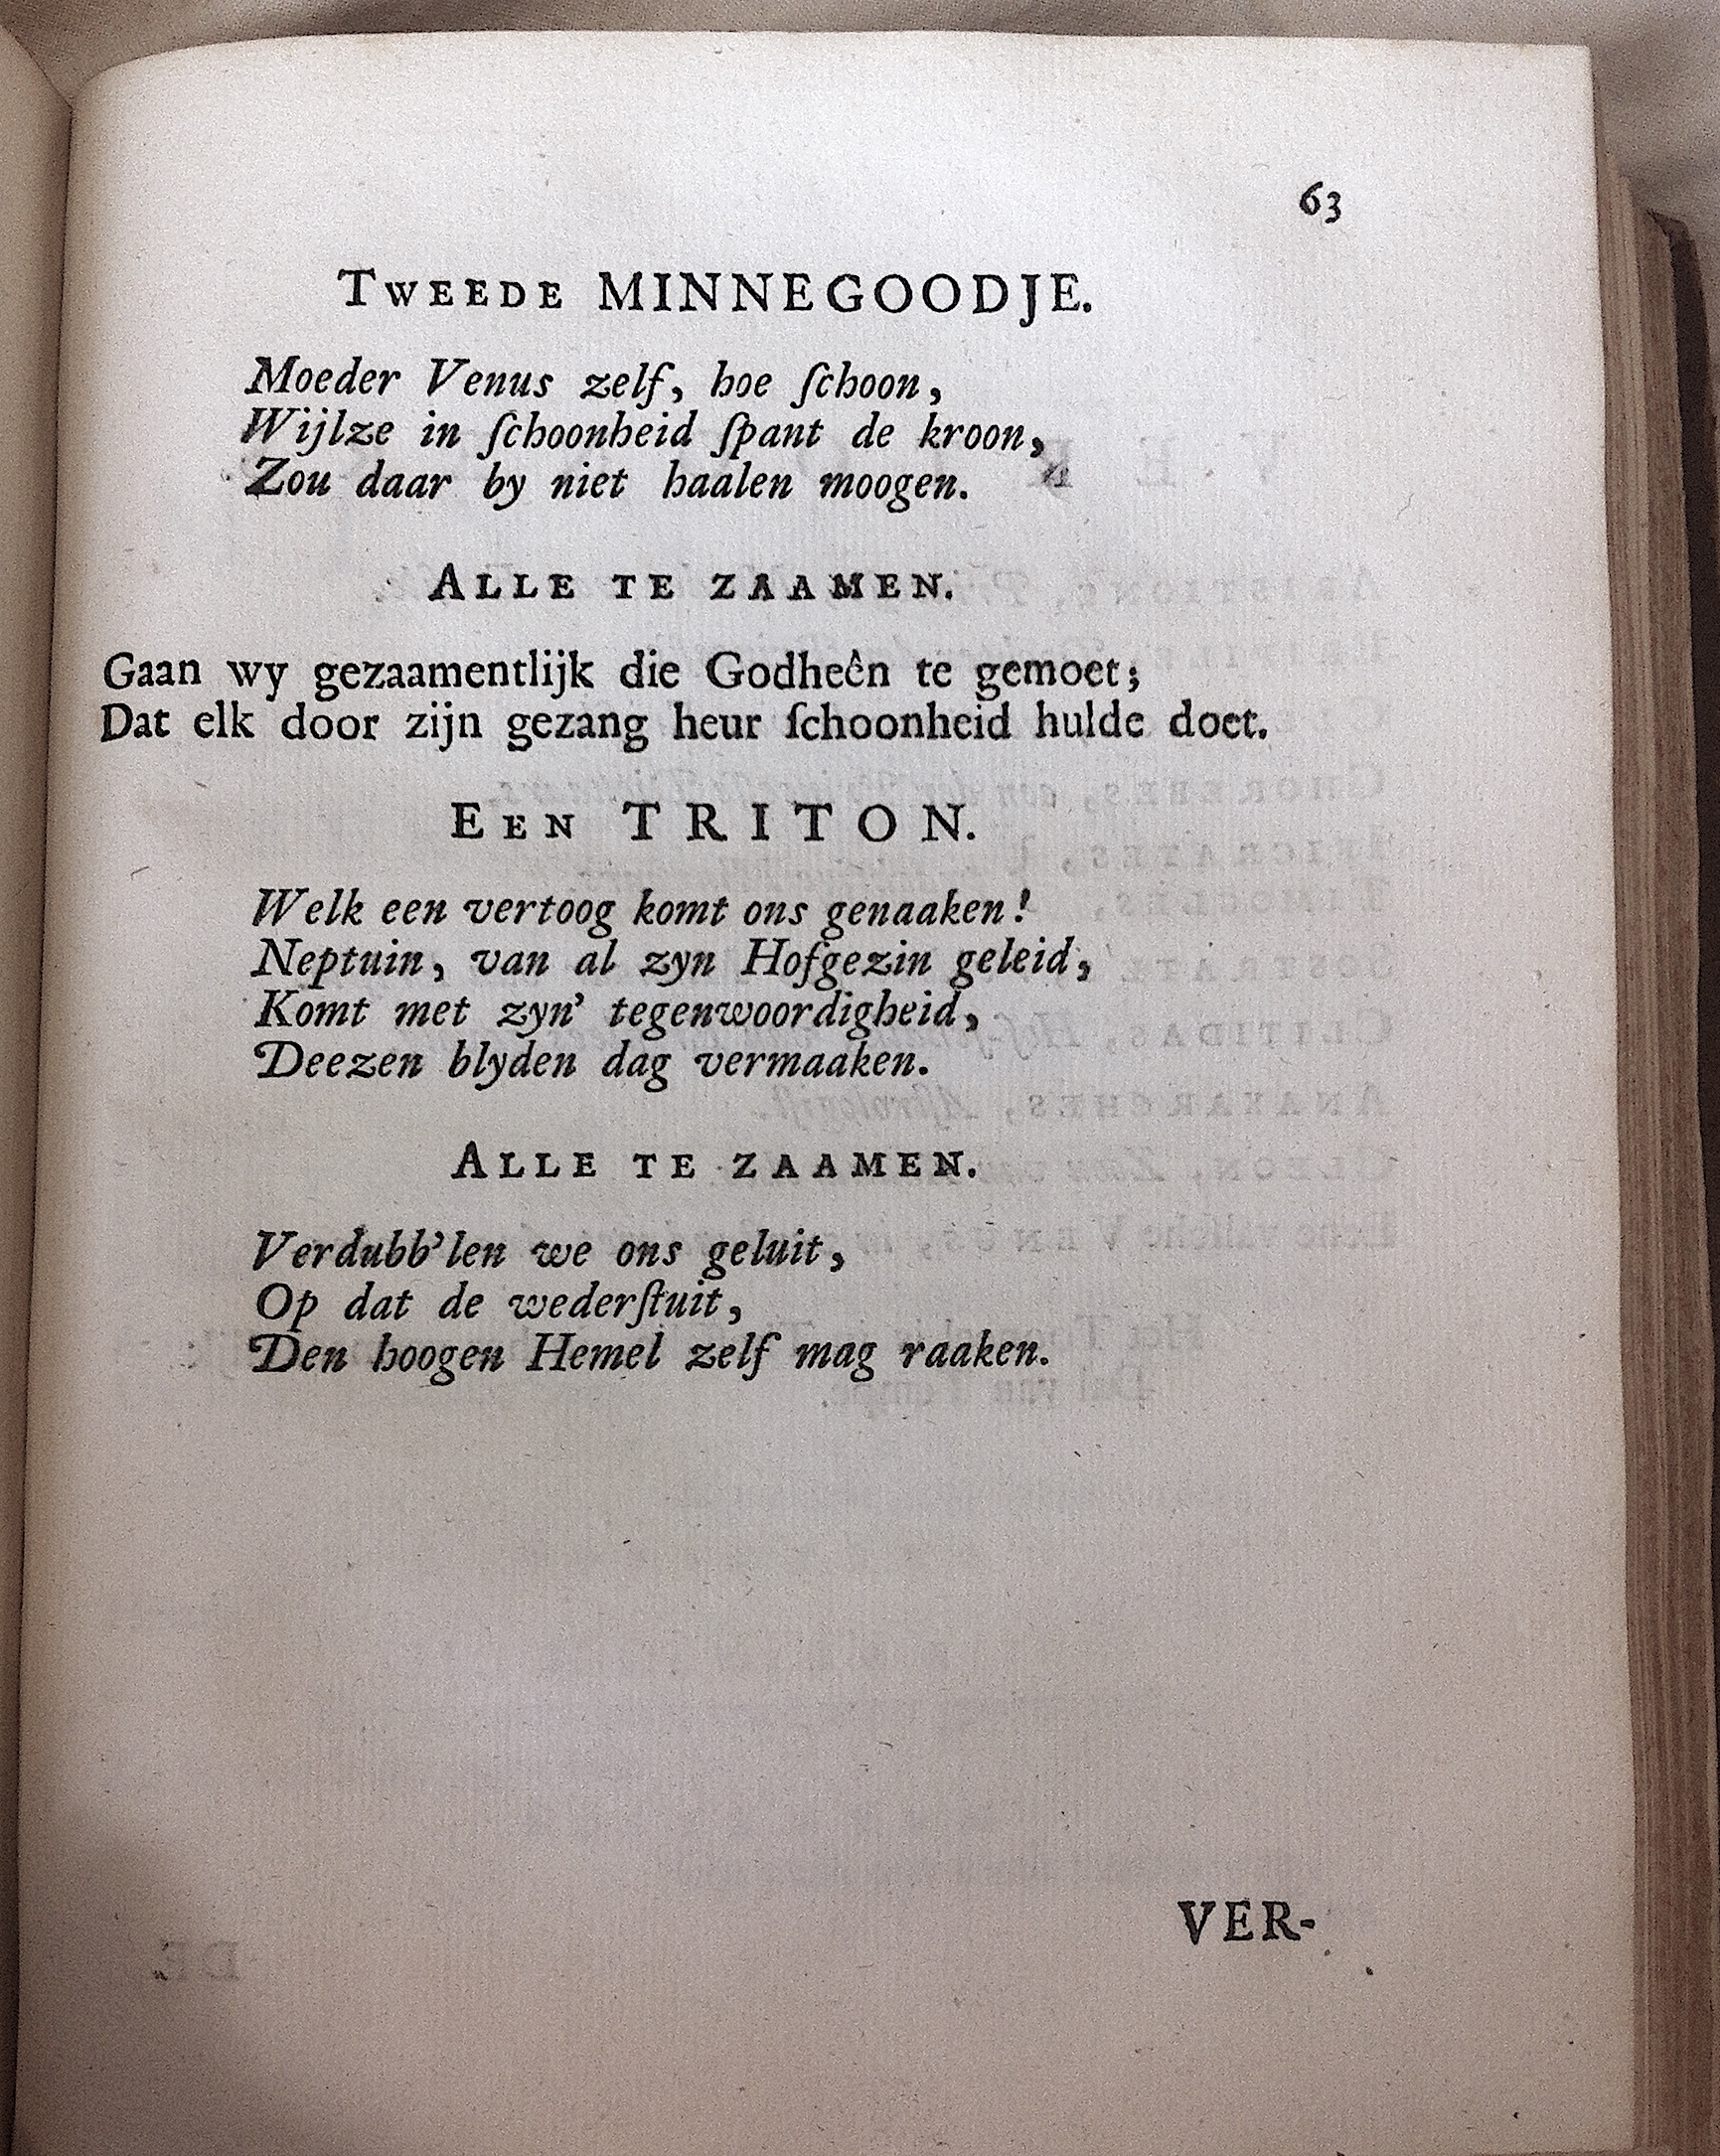 63
TWEEDE MINNEGOODJE.
Moeder Venus zelf, hoe ſchoon,
Wijlze in ſchoonheid ſpant de kroon,
Zou daar by niet haalen moogen.
ALLE TE ZAAMEN.
Gaan wy gezaamentlijk die Godheên te gemoet;
Dat elk door zijn gezang heur ſchoonheid hulde doet.
EEN TRITON.
Welk een vertoog komt ons genaaken!
Neptuin, van al zyn Hofgezin geleid,
Komt met zyn’ tegenwoordigheid,
Deezen blyden dag vermaaken.
ALLE TE ZAAMEN.
Verdubb’len we ons geluit,
Op dat de wederſtuit,
Den hoogen Hemel zelf mag raaken.
VER-